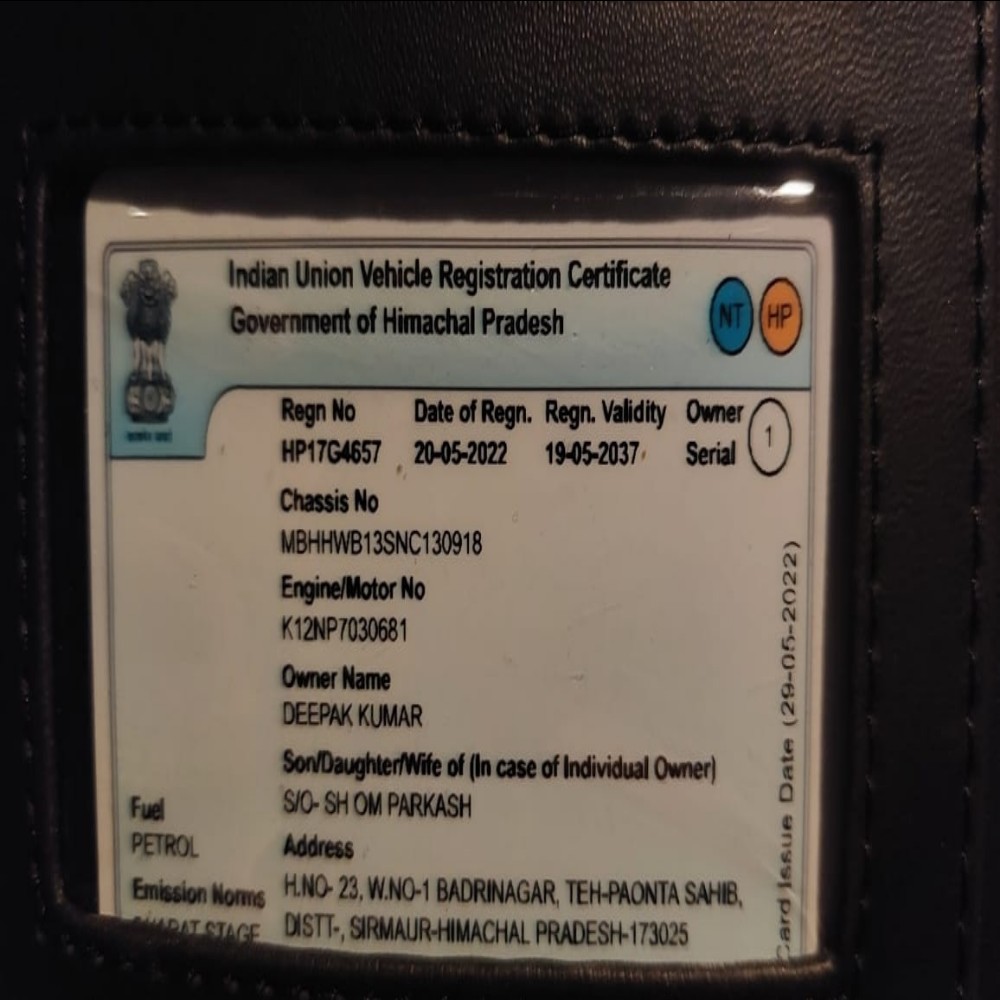 Indian Union Vehicle Registration Certificate
Government of Himachal Pradesh
NT HP
Regn No Date of Regn. Regn. Validity Owner Serial 1
HP17G4657 20-05-2022 19-05-2037
Chassis No
MBHHWB13SNC130918
Engine/Motor No
K12NP7030681
Owner Name
DEEPAK KUMAR
Son/Daughter/Wife of (In case of Individual Owner)
S/O- SH OM PARKASH
Fuel
PETROL
Address
H.NO- 23, W.NO-1 BADRINAGAR, TEH-PAONTA SAHIB,
DISTT-, SIRMAUR-HIMACHAL PRADESH-173025
Emission Norms
BHARAT STAGE
Card Issue Date (29-05-2022)